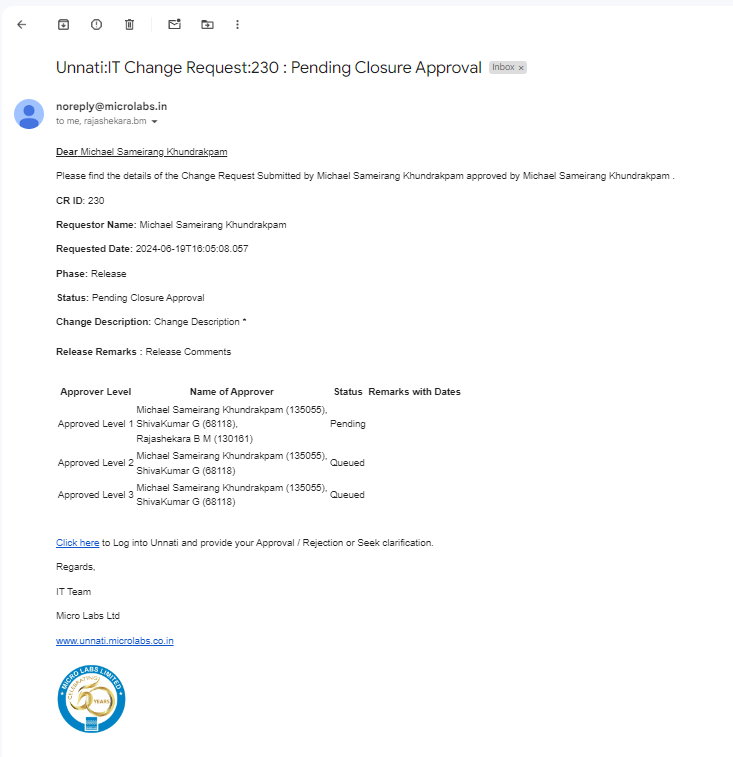 Unnati:IT Change Request:230 : Pending Closure Approval Inbox ×
noreply@microlabs.in
to me, rajashekara.bm
Dear Michael Sameirang Khundrakpam
Please find the details of the Change Request Submitted by Michael Sameirang Khundrakpam approved by Michael Sameirang Khundrakpam .
CR ID: 230
Requestor Name: Michael Sameirang Khundrakpam
Requested Date: 2024-06-19T16:05:08.057
Phase: Release
Status: Pending Closure Approval
Change Description: Change Description *
Release Remarks : Release Comments
Approver Level Name of Approver Status Remarks with Dates
Michael Sameirang Khundrakpam (135055),
Approved Level 1 ShivaKumar G (68118), Pending
Rajashekara B M (130161)
Michael Sameirang Khundrakpam (135055),
Approved Level 2 ShivaKumar G (68118) Queued
Michael Sameirang Khundrakpam (135055),
Approved Level 3 ShivaKumar G (68118) Queued
Click here to Log into Unnati and provide your Approval / Rejection or Seek clarification.
Regards,
IT Team
Micro Labs Ltd
www.unnati.microlabs.co.in
MICRO LABS LIMITED
CELEBRATING
50 YEARS